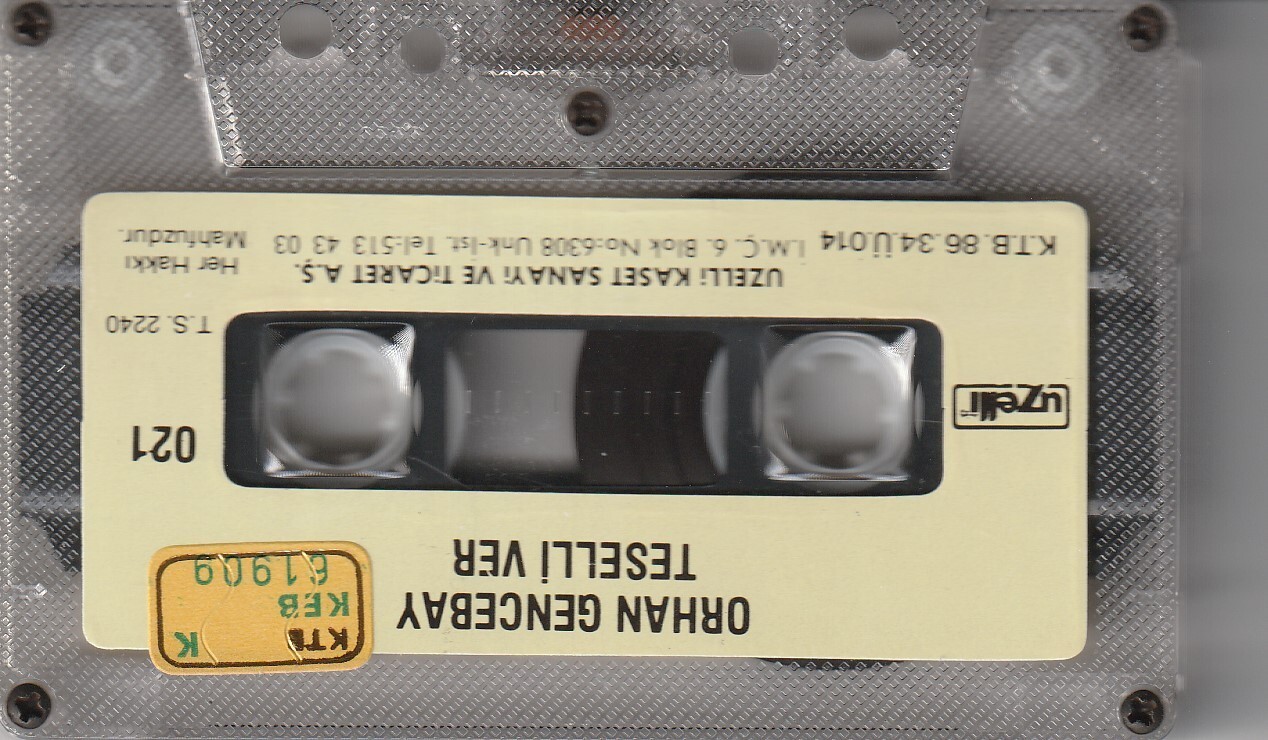 ORHAN GENCEBAY
TESELLİ VER
KTB K
KEB
61909
021
uzelli
T.S. 2240
UZELLİ KASET SANAYİ VE TİCARET A.Ş.
K.T.B. 86.34.Ü.014
İ.M.Ç. 6. Blok No:6308 Unk-İst. Tel:513 43 03
Her Hakkı
Mahfuzdur.